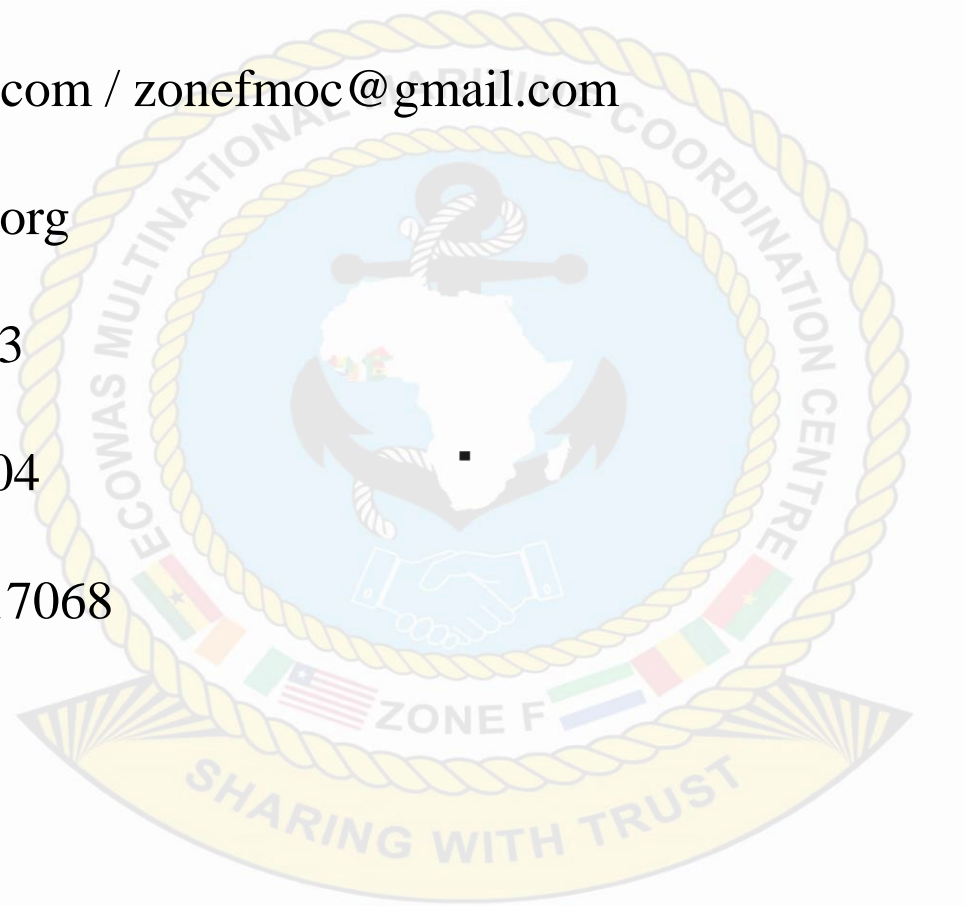 com / zonefmoc@gmail.com
org
3
04
7068
ECOWAS MULTINATIONAL MARITIME COORDINATION CENTRE
ZONE F
SHARING WITH TRUST